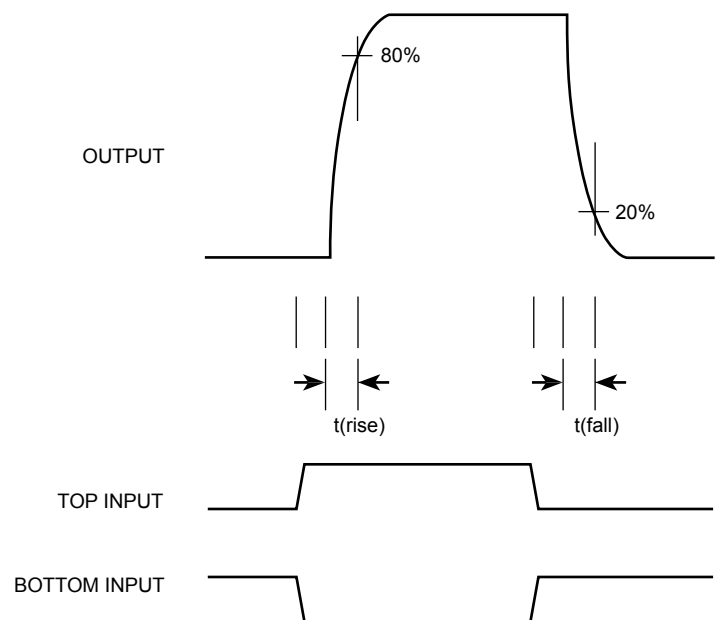 80%
OUTPUT
20%
t(rise)
t(fall)
TOP INPUT
BOTTOM INPUT